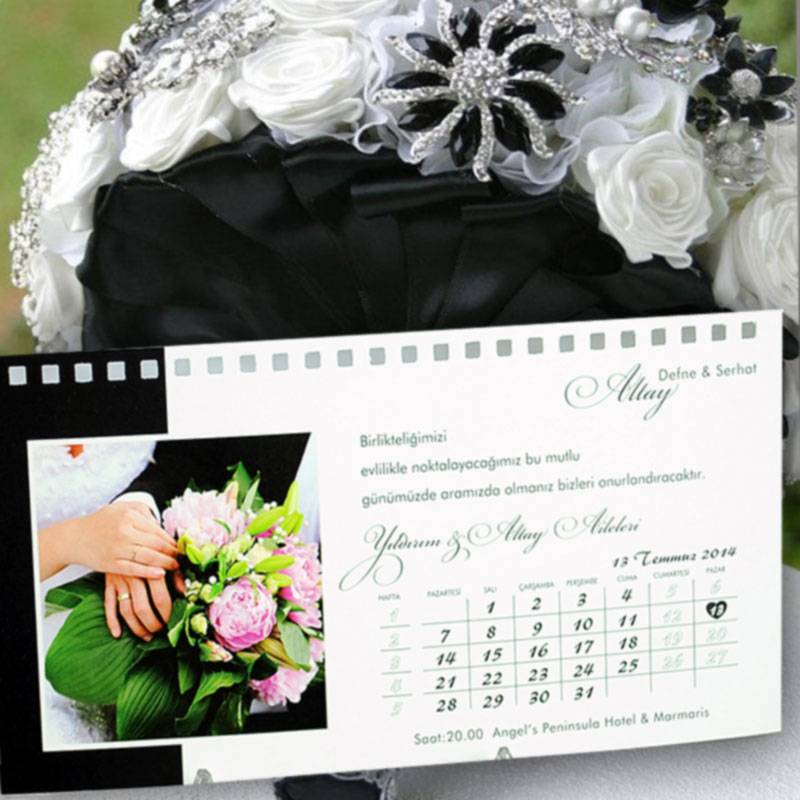 Defne & Serhat
Altay
Birlikteliğimizi
evlilikle noktalayacağımız bu mutlu
günümüzde aramızda olmanız bizleri onurlandıracaktır.
Yıldırım & Altay Aileleri
13 Temmuz 2014
HAFTA PAZARTESİ SALI ÇARŞAMBA PERŞEMBE CUMA CUMARTESİ PAZAR
1 1 2 3 4 5 6
2 7 8 9 10 11 12 13
3 14 15 16 17 18 19 20
4 21 22 23 24 25 26 27
5 28 29 30 31
Saat:20.00 Angel's Peninsula Hotel & Marmaris